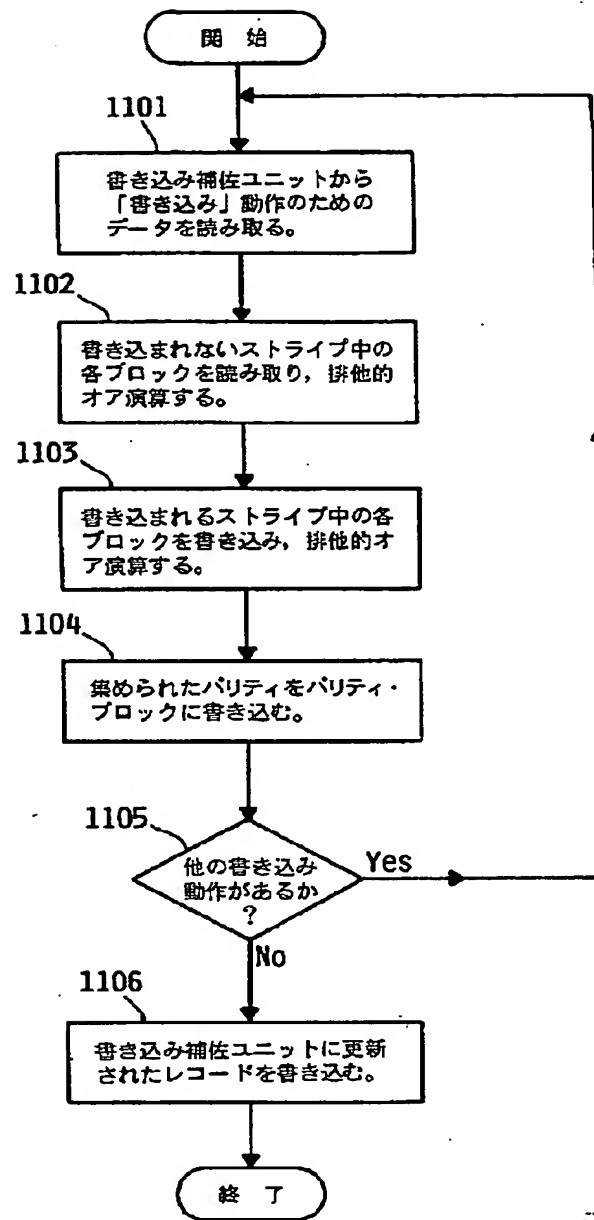 開 始
1101
書き込み補佐ユニットから
「書き込み」動作のための
データを読み取る。
1102
書き込まれないストライプ中の
各ブロックを読み取り，排他的
オア演算する。
1103
書き込まれるストライプ中の各
ブロックを書き込み，排他的オ
ア演算する。
1104
集められたパリティをパリティ・
ブロックに書き込む。
1105
他の書き込み
動作があるか
?
Yes
No
1106
書き込み補佐ユニットに更新
されたレコードを書き込む。
終 了